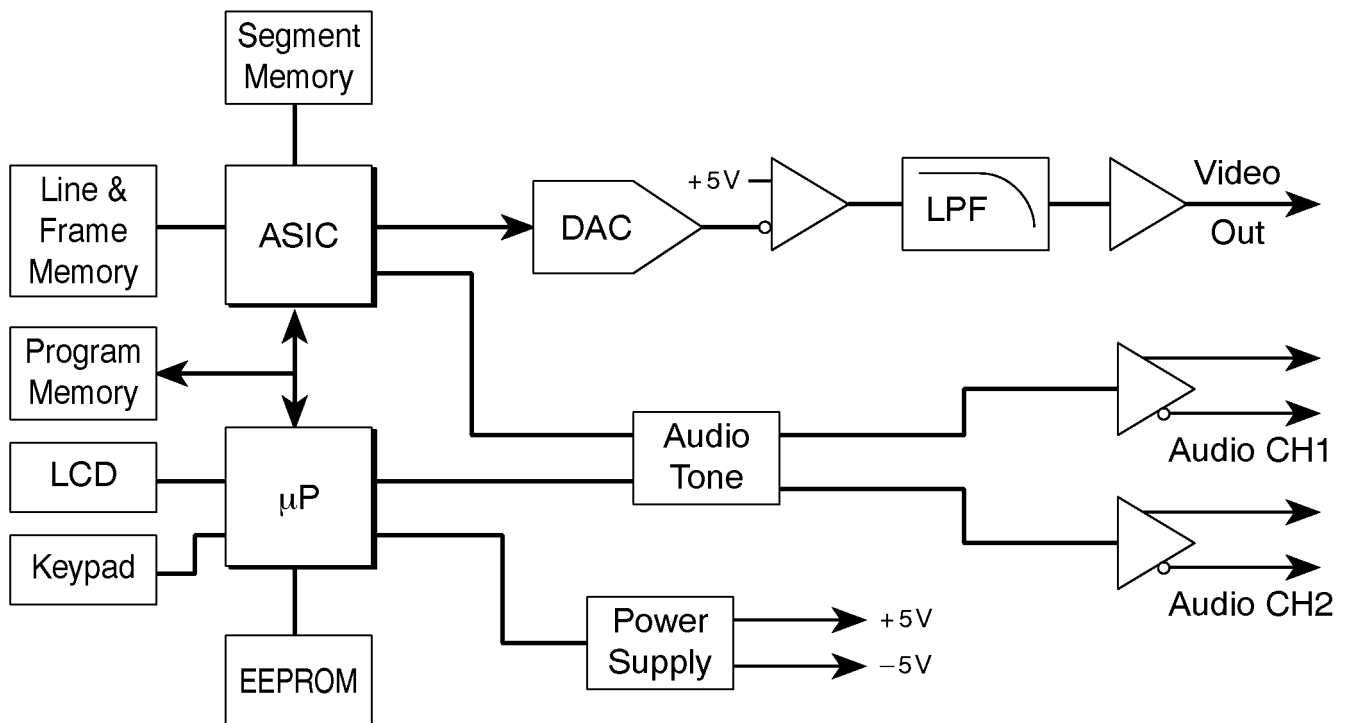 Segment
Memory
Line &
Frame
Memory
ASIC
DAC
+5V
LPF
Video
Out
Program
Memory
LCD
Keypad
µP
EEPROM
Audio
Tone
Audio CH1
Audio CH2
Power
Supply
+5V
−5V